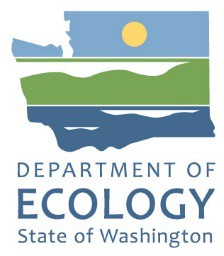 DEPARTMENT OF
ECOLOGY
State of Washington